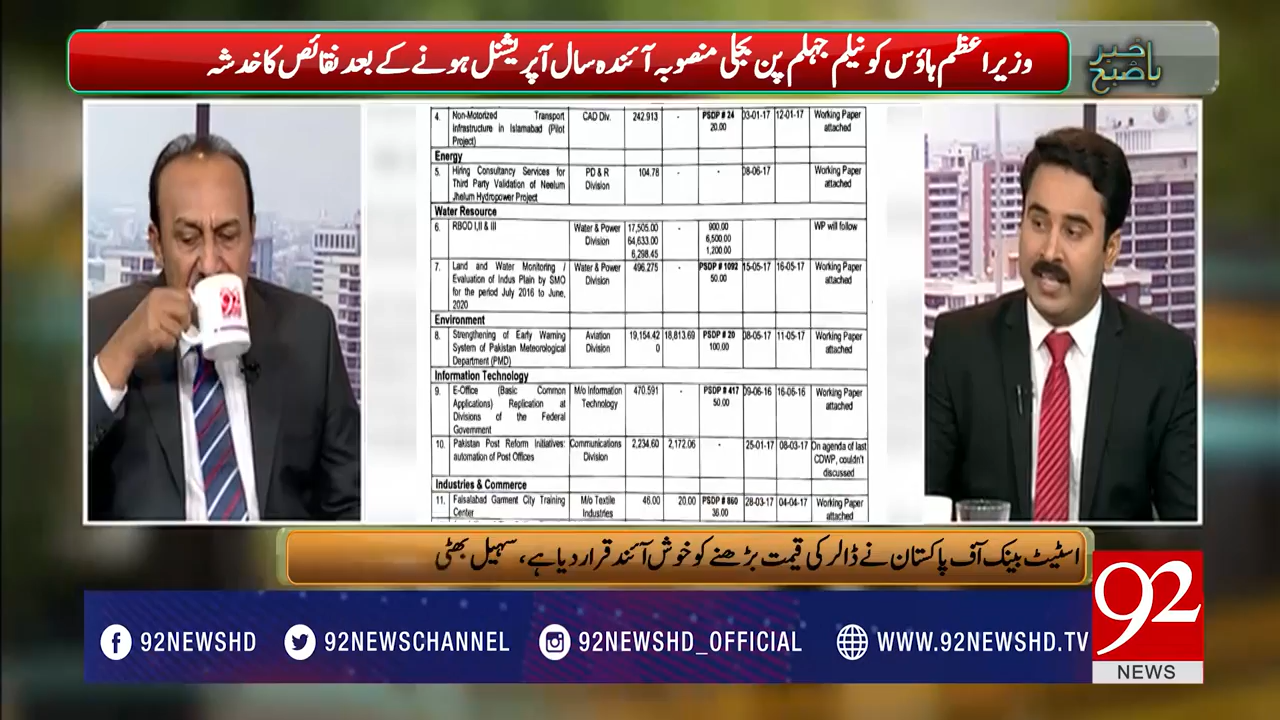 وزیراعظم ہاؤس کو نیلم جہلم پن بجلی منصوبہ آئندہ سال آپریشنل ہونے کے بعد نقائص کا خدشہ
باخبر صبح
4. Non-Motorized Transport Infrastructure in Islamabad (Pilot Project) CAD Div. 242.913 - PSDP # 24 20.00 03-01-17 12-01-17 Working Paper attached
Energy
5. Hiring Consultancy Services for Third Party Validation of Neelum Jhelum Hydropower Project PD & R Division 104.78 - - 08-06-17 Working Paper attached
Water Resource
6. RBOD I,II & III Water & Power Division 17,505.00 64,633.00 6,298.45 - 900.00 6,500.00 1,200.00 WP will follow
7. Land and Water Monitoring / Evaluation of Indus Plain by SMO for the period July 2016 to June, 2020 Water & Power Division 496.275 - PSDP # 1092 50.00 15-05-17 16-05-17 Working Paper attached
Environment
8. Strengthening of Early Warning System of Pakistan Meteorological Department (PMD) Aviation Division 19,154.420 18,813.69 PSDP # 20 100.00 08-05-17 11-05-17 Working Paper attached
Information Technology
9. E-Office (Basic Common Applications) Replication at Divisions of the Federal Government M/o Information Technology 470.591 - PSDP # 417 50.00 09-06-16 16-06-16 Working Paper attached
10. Pakistan Post Reform Initiatives: automation of Post Offices Communications Division 2,234.60 2,172.06 - 25-01-17 08-03-17 On agenda of last CDWP, couldn't discussed
Industries & Commerce
11. Faisalabad Garment City Training Center M/o Textile Industries 46.00 20.00 PSDP # 860 36.00 28-03-17 04-04-17 Working Paper attached
92
اسٹیٹ بینک آف پاکستان نے ڈالر کی قیمت بڑھنے کو خوش آئند قرار دیا ہے، سہیل بھٹی
92NEWSHD 92NEWSCHANNEL 92NEWSHD_OFFICIAL WWW.92NEWSHD.TV
92
NEWS